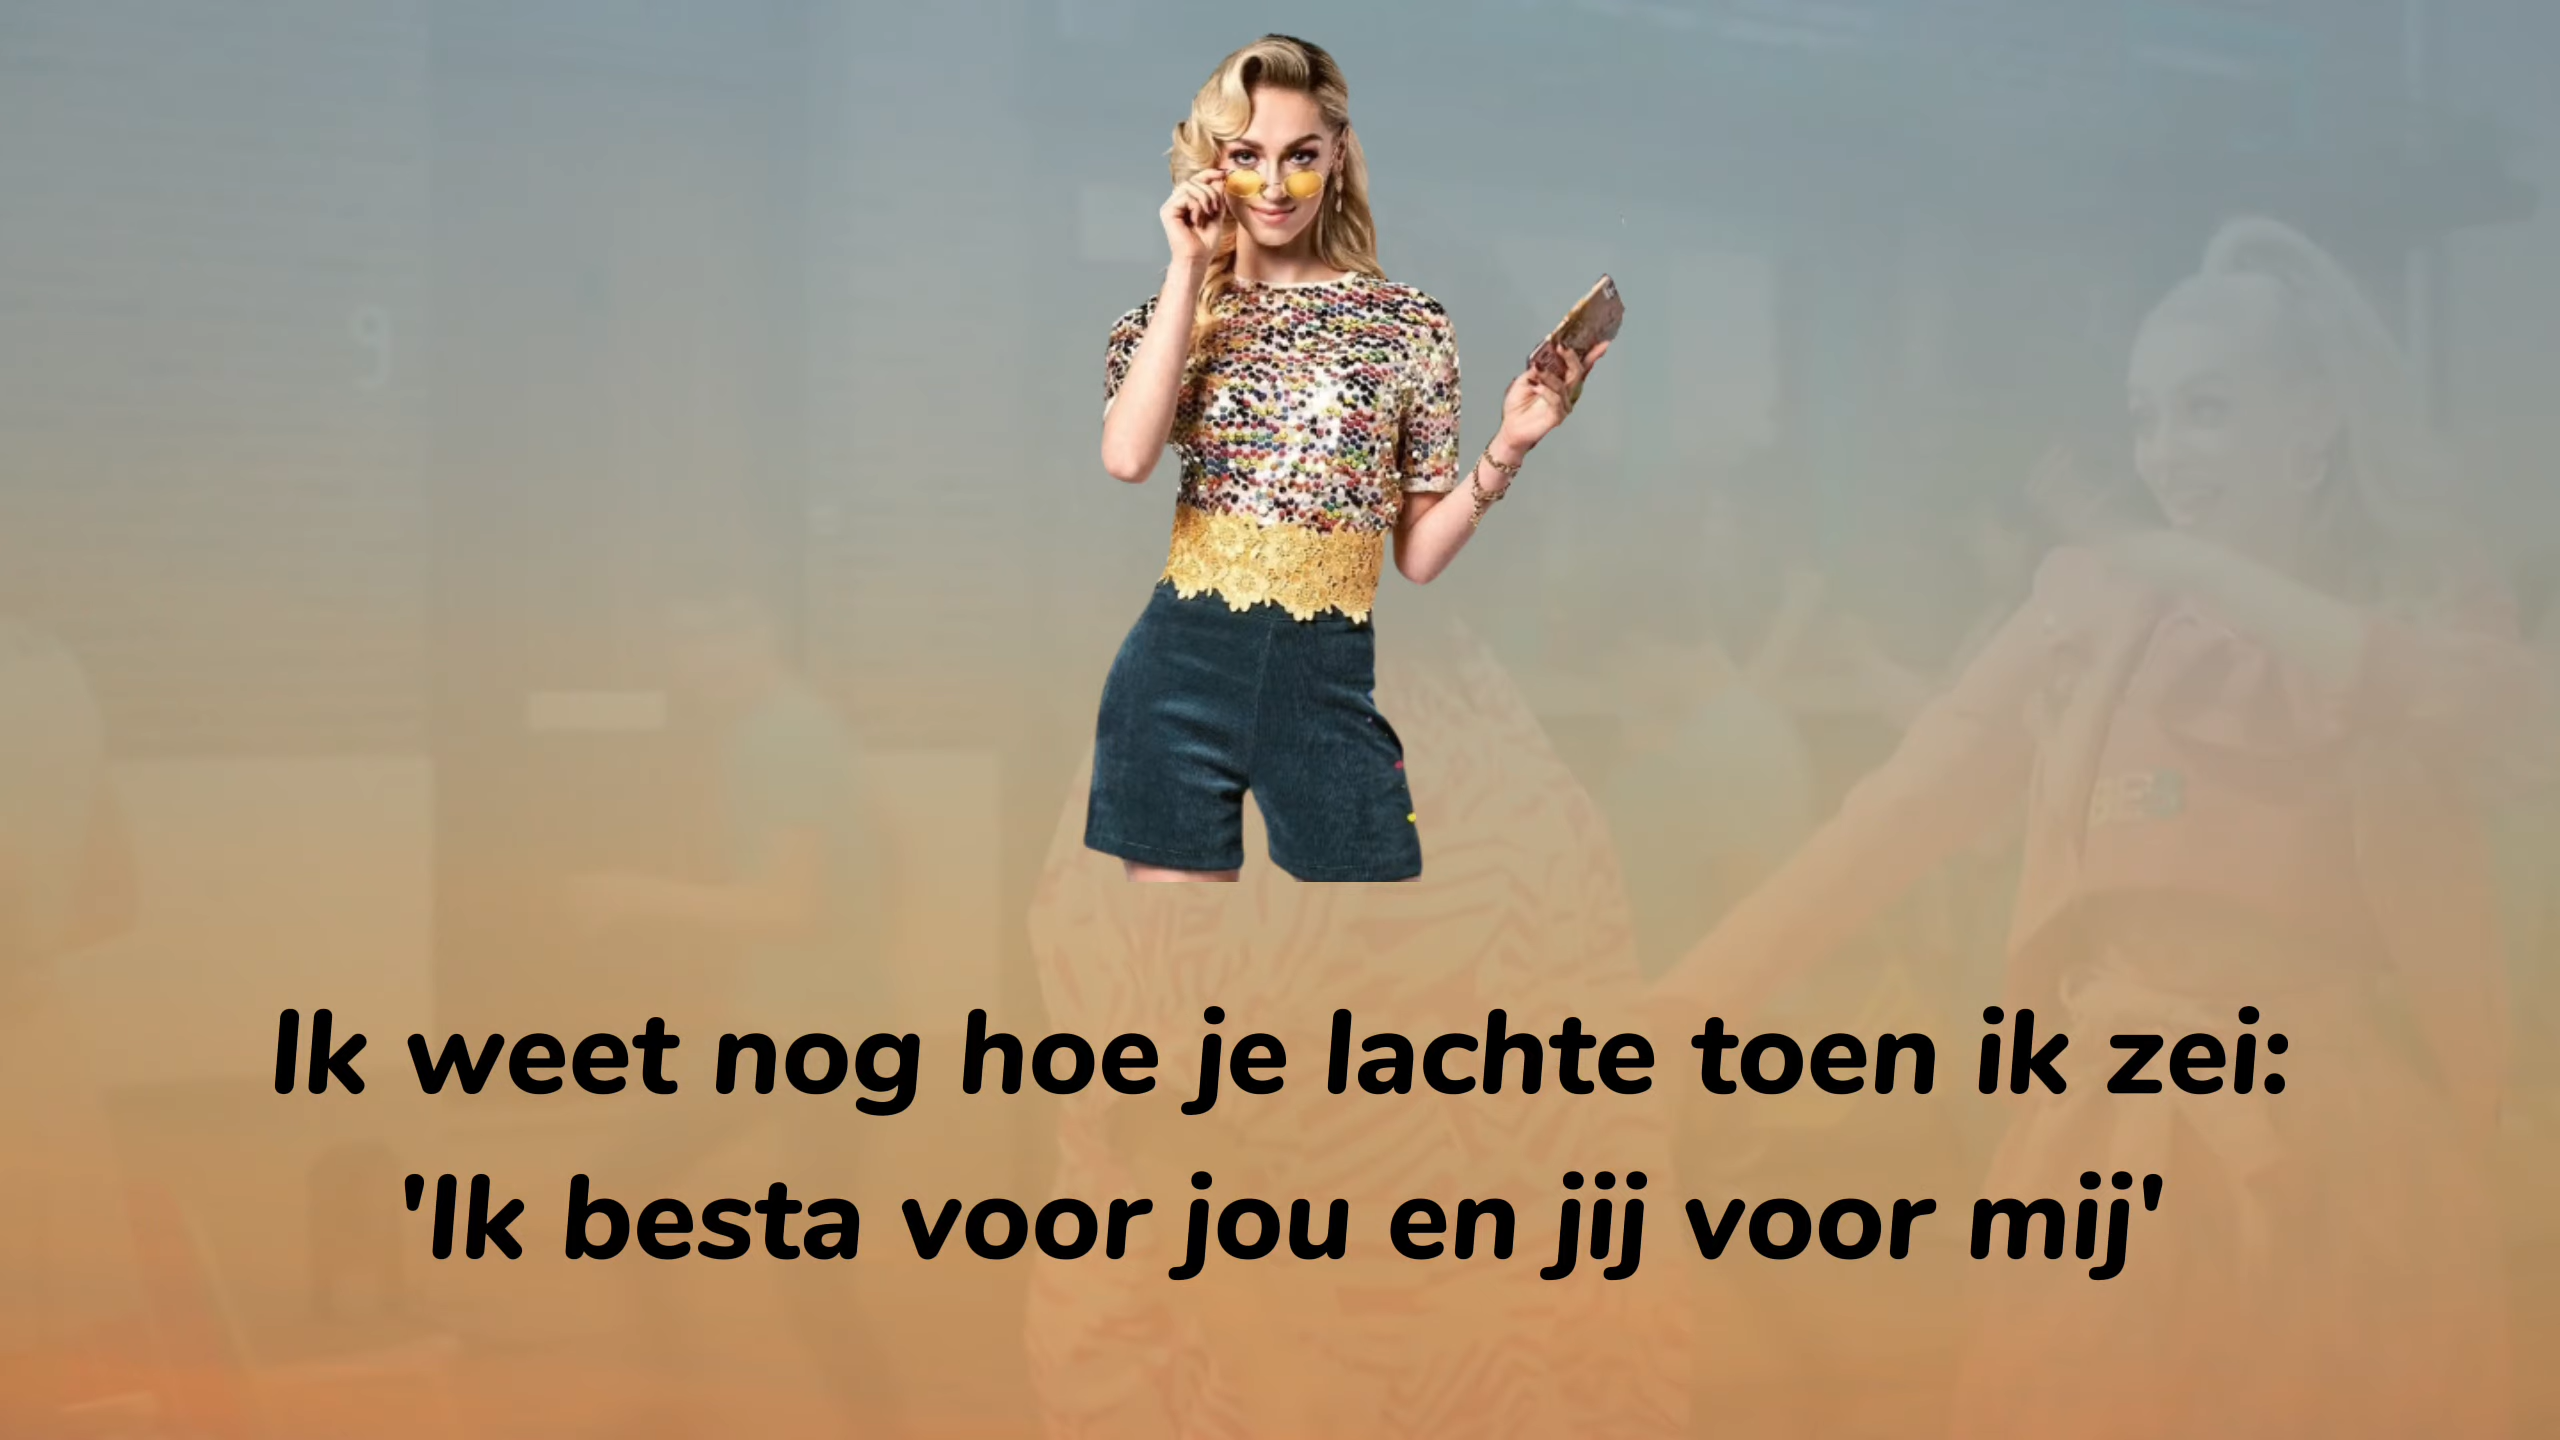 Ik weet nog hoe je lachte toen ik zei:
'Ik besta voor jou en jij voor mij'